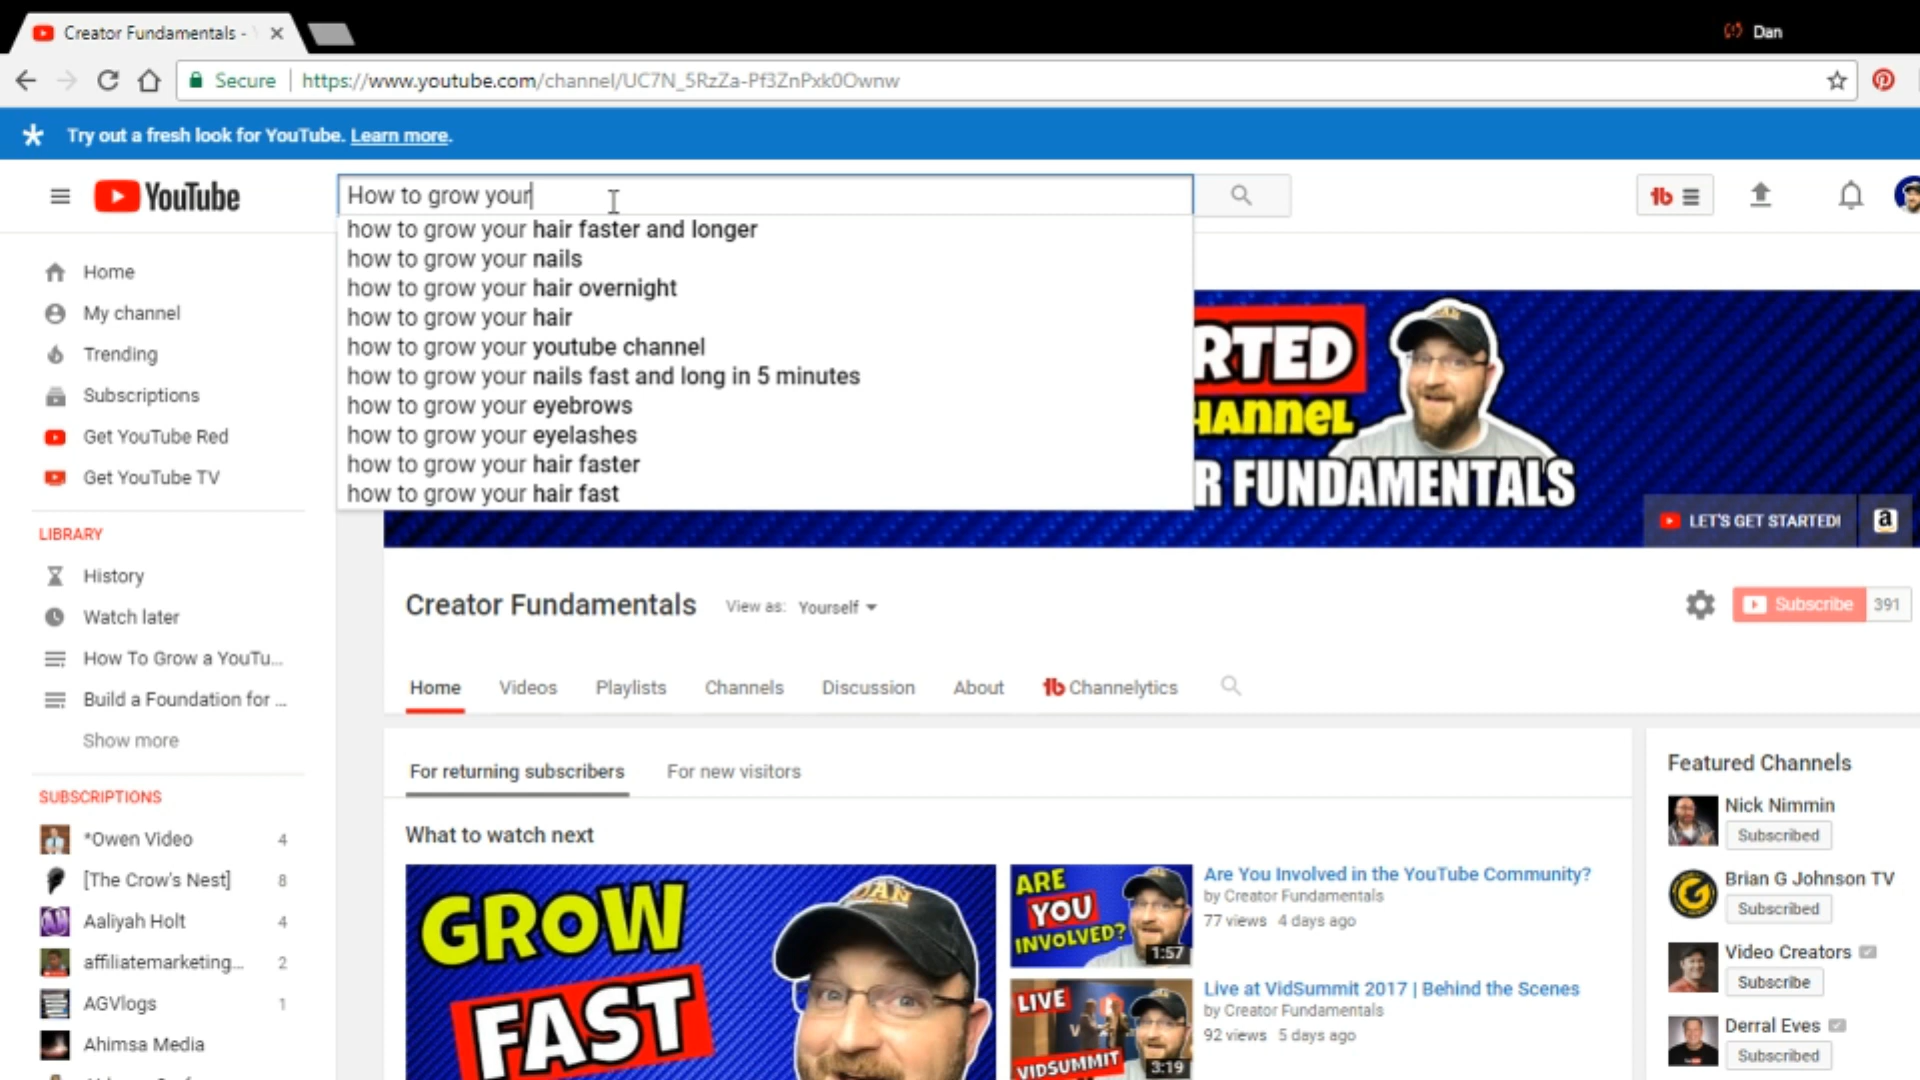 Creator Fundamentals -
Dan
Secure
https://www.youtube.com/channel/UC7N_5RzZa-Pf3ZnPxk0Ownw
Try out a fresh look for YouTube. Learn more.
YouTube
How to grow your
how to grow your hair faster and longer
how to grow your nails
how to grow your hair overnight
how to grow your hair
how to grow your youtube channel
how to grow your nails fast and long in 5 minutes
how to grow your eyebrows
how to grow your eyelashes
how to grow your hair faster
how to grow your hair fast
Home
My channel
Trending
Subscriptions
Get YouTube Red
Get YouTube TV
LIBRARY
History
Watch later
How To Grow a YouTu...
Build a Foundation for ...
Show more
SUBSCRIPTIONS
*Owen Video 4
[The Crow's Nest] 8
Aaliyah Holt 4
affiliatemarketing... 2
AGVlogs 1
Ahimsa Media
RTED
HANNEL
R FUNDAMENTALS
LET'S GET STARTED!
Creator Fundamentals
View as: Yourself
Subscribe 391
Home Videos Playlists Channels Discussion About Channelytics
For returning subscribers For new visitors
What to watch next
GROW
FAST
ARE
YOU
INVOLVED?
1:57
Are You Involved in the YouTube Community?
by Creator Fundamentals
77 views 4 days ago
LIVE
VIDSUMMIT
3:19
Live at VidSummit 2017 | Behind the Scenes
by Creator Fundamentals
92 views 5 days ago
Featured Channels
Nick Nimmin
Subscribed
Brian G Johnson TV
Subscribed
Video Creators
Subscribe
Derral Eves
Subscribed